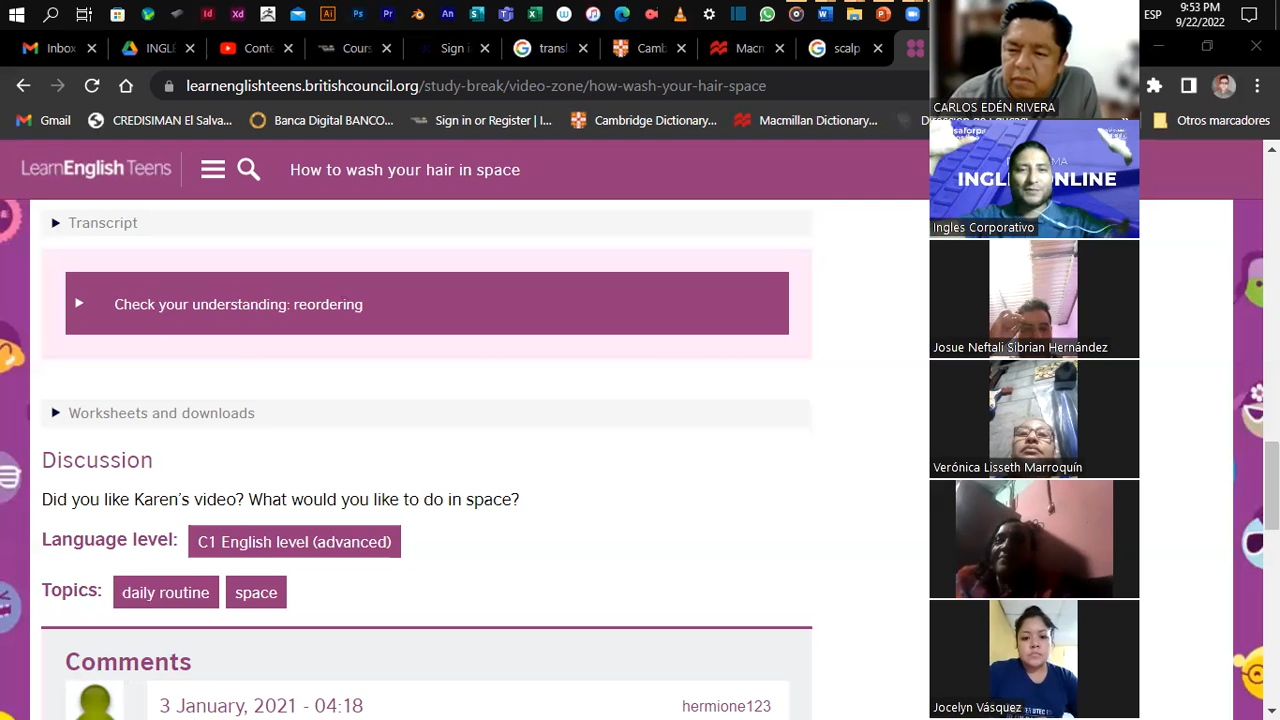 9:53 PM
ESP
9/22/2022
Inbox
INGLÉ
Conte
Cours
Sign i
transl
Camb
Macm
scalp
learnenglishteens.britishcouncil.org/study-break/video-zone/how-wash-your-hair-space
Gmail
CREDISIMAN El Salva...
Banca Digital BANCO...
Sign in or Register | I...
Cambridge Dictionary...
Macmillan Dictionary...
Otros marcadores
LearnEnglish Teens
How to wash your hair in space
Transcript
Check your understanding: reordering
Worksheets and downloads
Discussion
Did you like Karen's video? What would you like to do in space?
Language level:
C1 English level (advanced)
Topics:
daily routine
space
Comments
3 January, 2021 - 04:18
hermione123
CARLOS EDÉN RIVERA
Ingles Corporativo
Josue Neftali Sibrian Hernández
Verónica Lisseth Marroquín
Jocelyn Vásquez